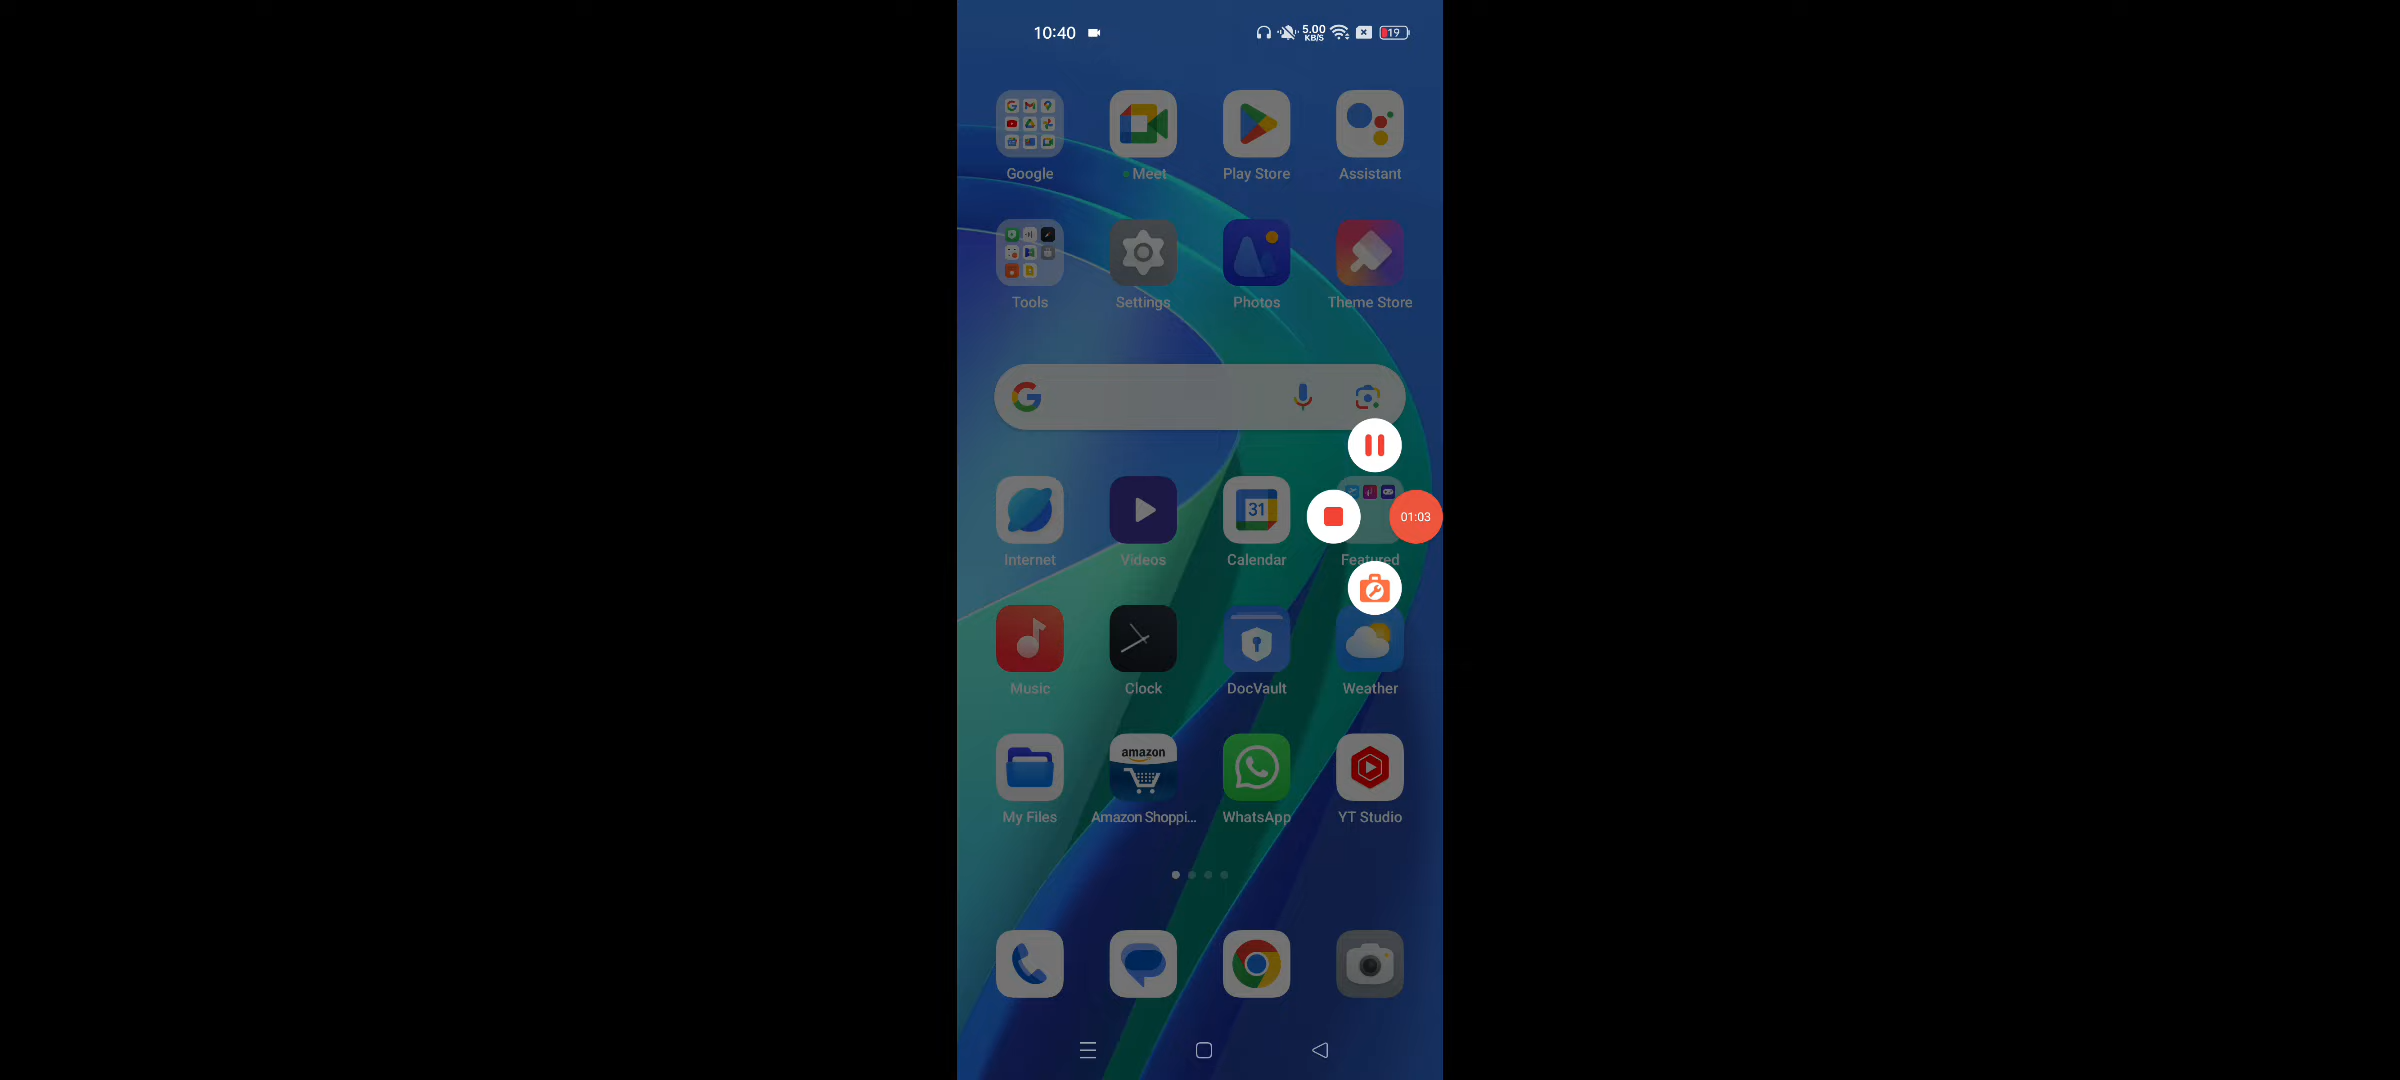 10:40 5.00 KB/S 19
Google Meet Play Store Assistant
Tools Settings Photos Theme Store
31
01:03
Internet Videos Calendar Featured
Music Clock DocVault Weather
amazon
My Files Amazon Shoppi... WhatsApp YT Studio